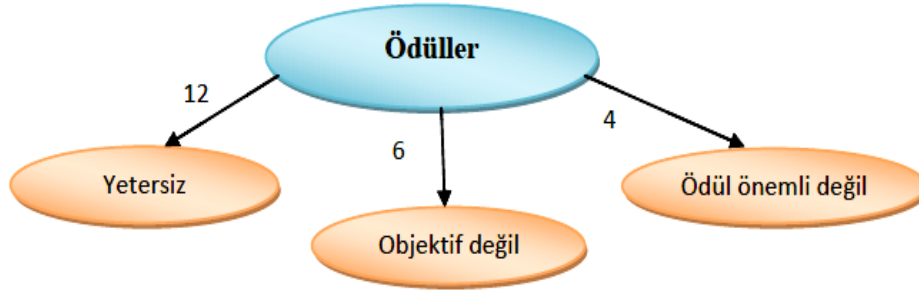 Ödüller
12
4
6
Yetersiz
Ödül önemli değil
Objektif değil